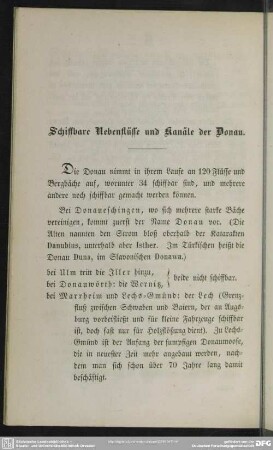 Schiffbare Nebenflüsse und Kanäle der Donau.
Die Donau nimmt in ihrem Laufe an 120 Flüsse und
Bergbäche auf, worunter 34 schiffbar sind, und mehrere
andere noch schiffbar gemacht werden können.
Bei Donaueschingen, wo sich mehrere starke Bäche
vereinigen, kommt zuerst der Name Donau vor. (Die
Alten nannten den Strom bloß oberhalb der Katarakten
Danubius, unterhalb aber Isther. Im Türkischen heißt die
Donau Duna, im Slavonischen Donava.)
bei Ulm tritt die Iller hinzu,
bei Donauwörth: die Wernitz,
} beide nicht schiffbar.
bei Marxheim und Lechs-Gmünd: der Lech (Grenz-
fluß zwischen Schwaben und Baiern, der an Augs-
burg vorbeifließt und für kleine Fahrzeuge schiffbar
ist, doch fast nur für Holzflößung dient). Zu Lechs-
Gmünd ist der Anfang der sumpfigen Donaumoose,
die in neuester Zeit mehr angebaut werden, nach-
dem man sich schon über 70 Jahre lang damit
beschäftigt.